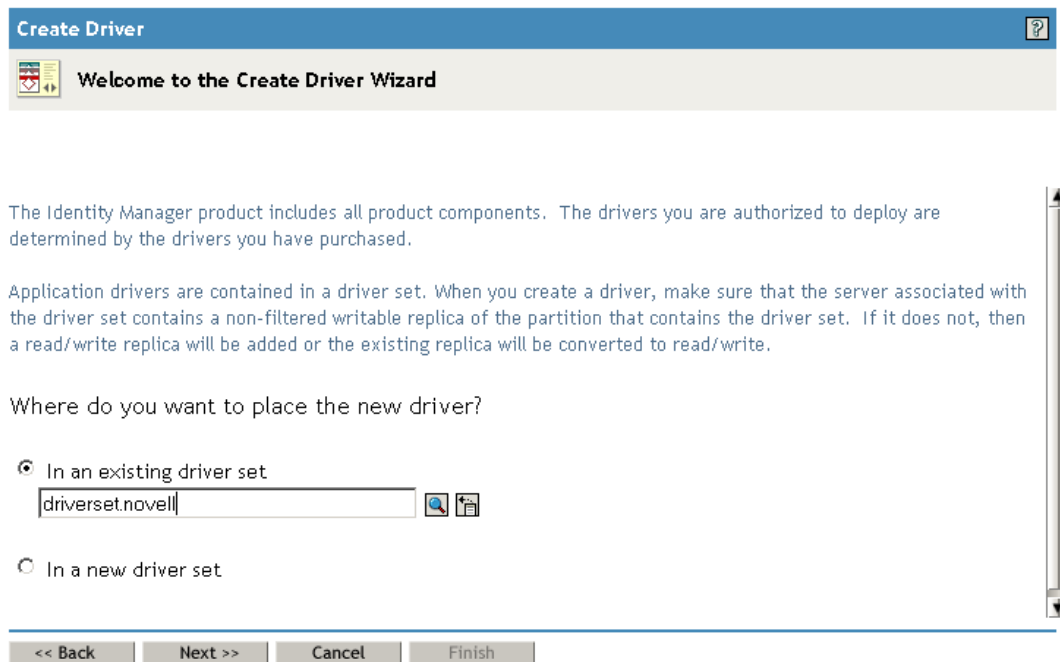 Create Driver
?
Welcome to the Create Driver Wizard
The Identity Manager product includes all product components. The drivers you are authorized to deploy are
determined by the drivers you have purchased.
Application drivers are contained in a driver set. When you create a driver, make sure that the server associated with
the driver set contains a non-filtered writable replica of the partition that contains the driver set. If it does not, then
a read/write replica will be added or the existing replica will be converted to read/write.
Where do you want to place the new driver?
In an existing driver set
driverset.novell
In a new driver set
<< Back Next >> Cancel Finish